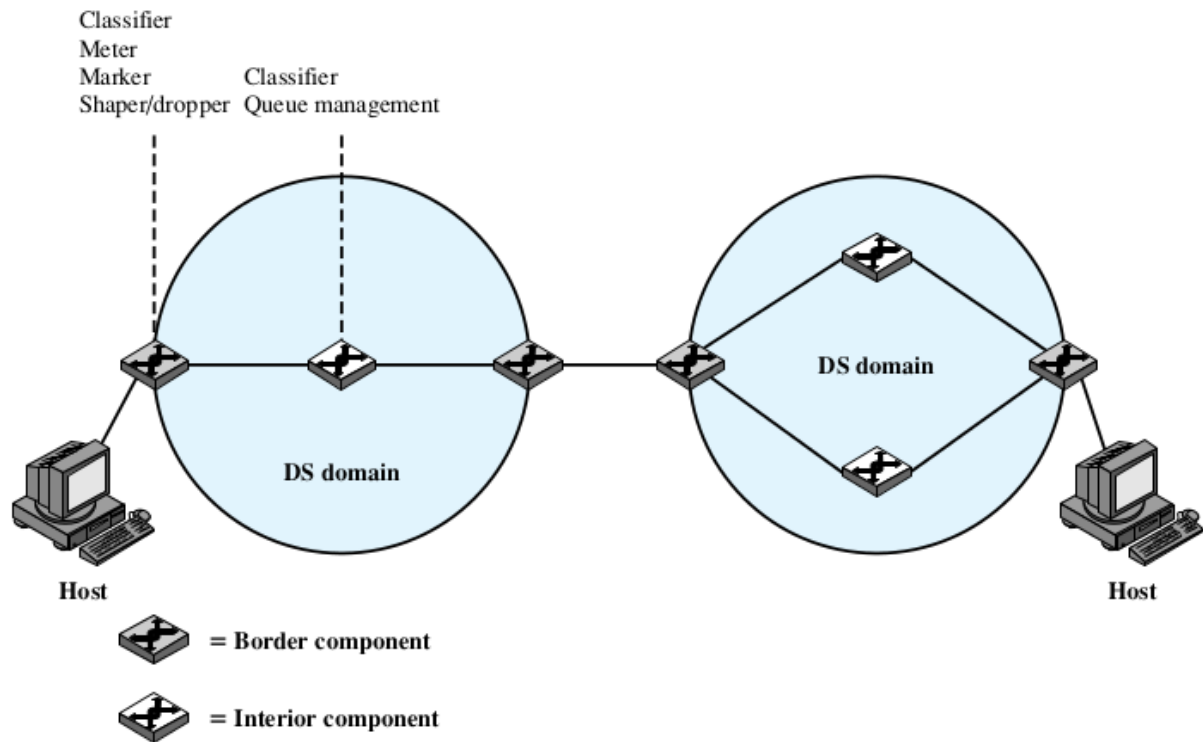 Classifier
Meter
Marker
Shaper/dropper
Classifier
Queue management
DS domain
DS domain
Host
Host
= Border component
= Interior component